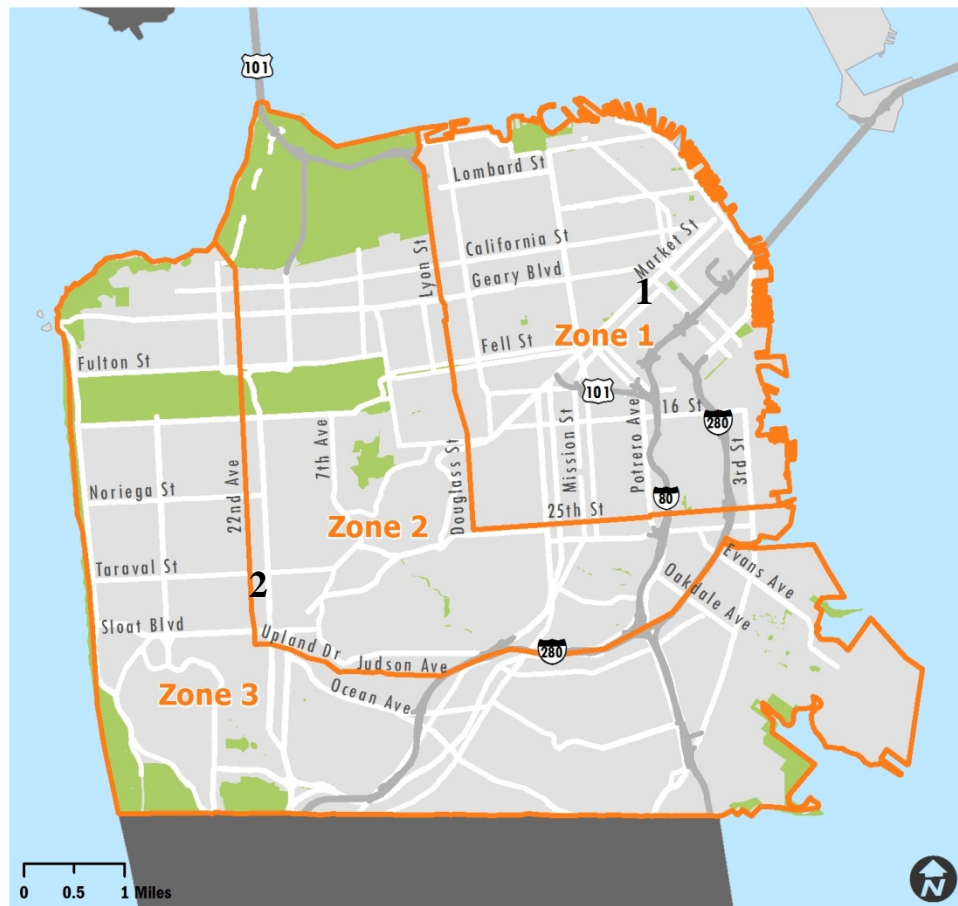 101
Lombard St
California St
Market St
Lyon St
Geary Blvd
1
Fell St
Zone 1
Fulton St
101
16 St
280
7th Ave
Mission St
Potrero Ave
3rd St
Noriega St
22nd Ave
Douglass St
80
25th St
Zone 2
Evans Ave
Taraval St
2
Oakdale Ave
Sloat Blvd
Upland Dr
Judson Ave
280
Zone 3
Ocean Ave
0 0.5 1 Miles
N